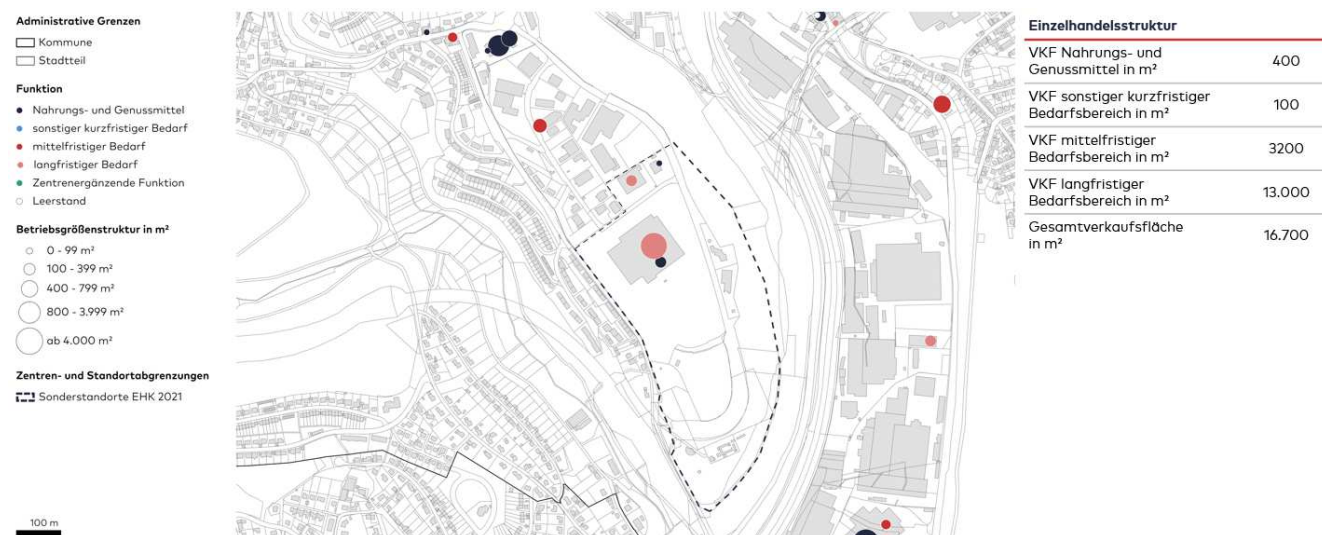 Administrative Grenzen
Kommune
Stadtteil
Funktion
Nahrungs- und Genussmittel
sonstiger kurzfristiger Bedarf
mittelfristiger Bedarf
langfristiger Bedarf
Zentrenergänzende Funktion
Leerstand
Betriebsgrößenstruktur in m²
0 - 99 m²
100 - 399 m²
400 - 799 m²
800 - 3.999 m²
ab 4.000 m²
Zentren- und Standortabgrenzungen
Sonderstandorte EHK 2021
100 m
Einzelhandelsstruktur
VKF Nahrungs- und
Genussmittel in m² 400
VKF sonstiger kurzfristiger
Bedarfsbereich in m² 100
VKF mittelfristiger
Bedarfsbereich in m² 3200
VKF langfristiger
Bedarfsbereich in m² 13.000
Gesamtverkaufsfläche
in m² 16.700